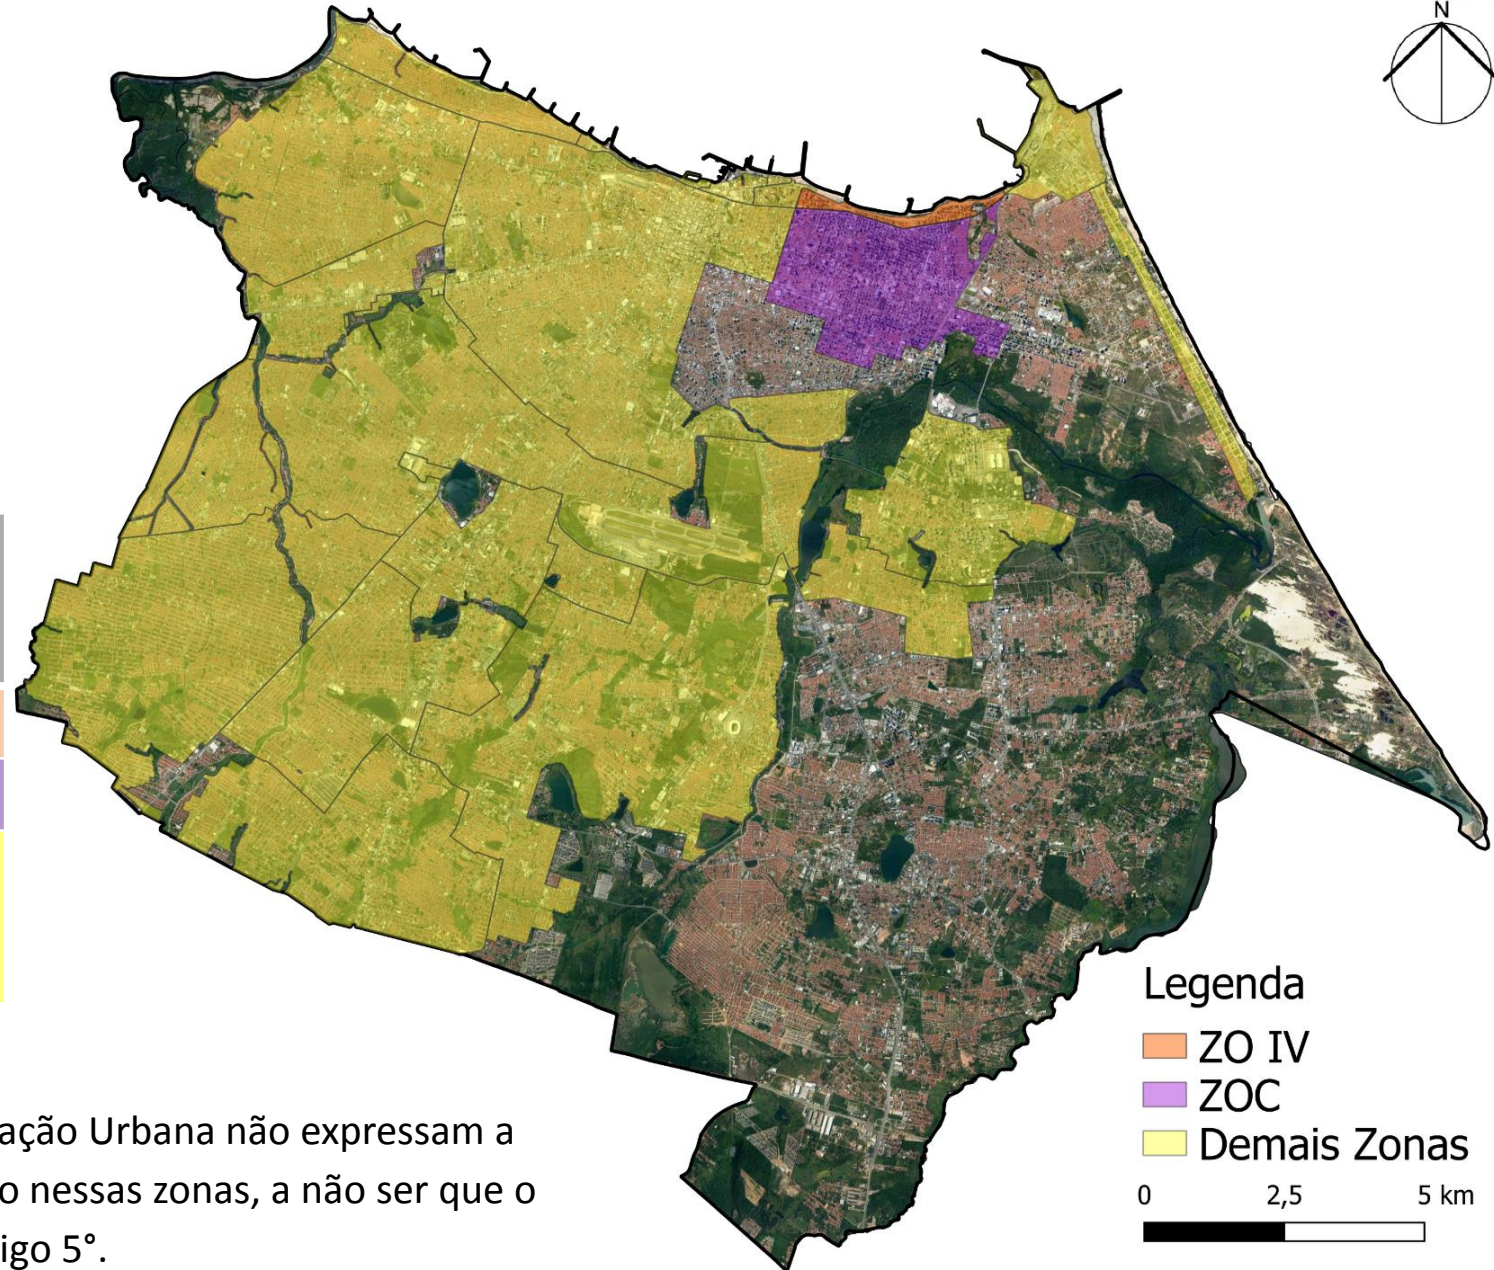 N
Legenda
ZO IV
ZOC
Demais Zonas
0 2,5 5 km
ação Urbana não expressam a
o nessas zonas, a não ser que o
igo 5°.